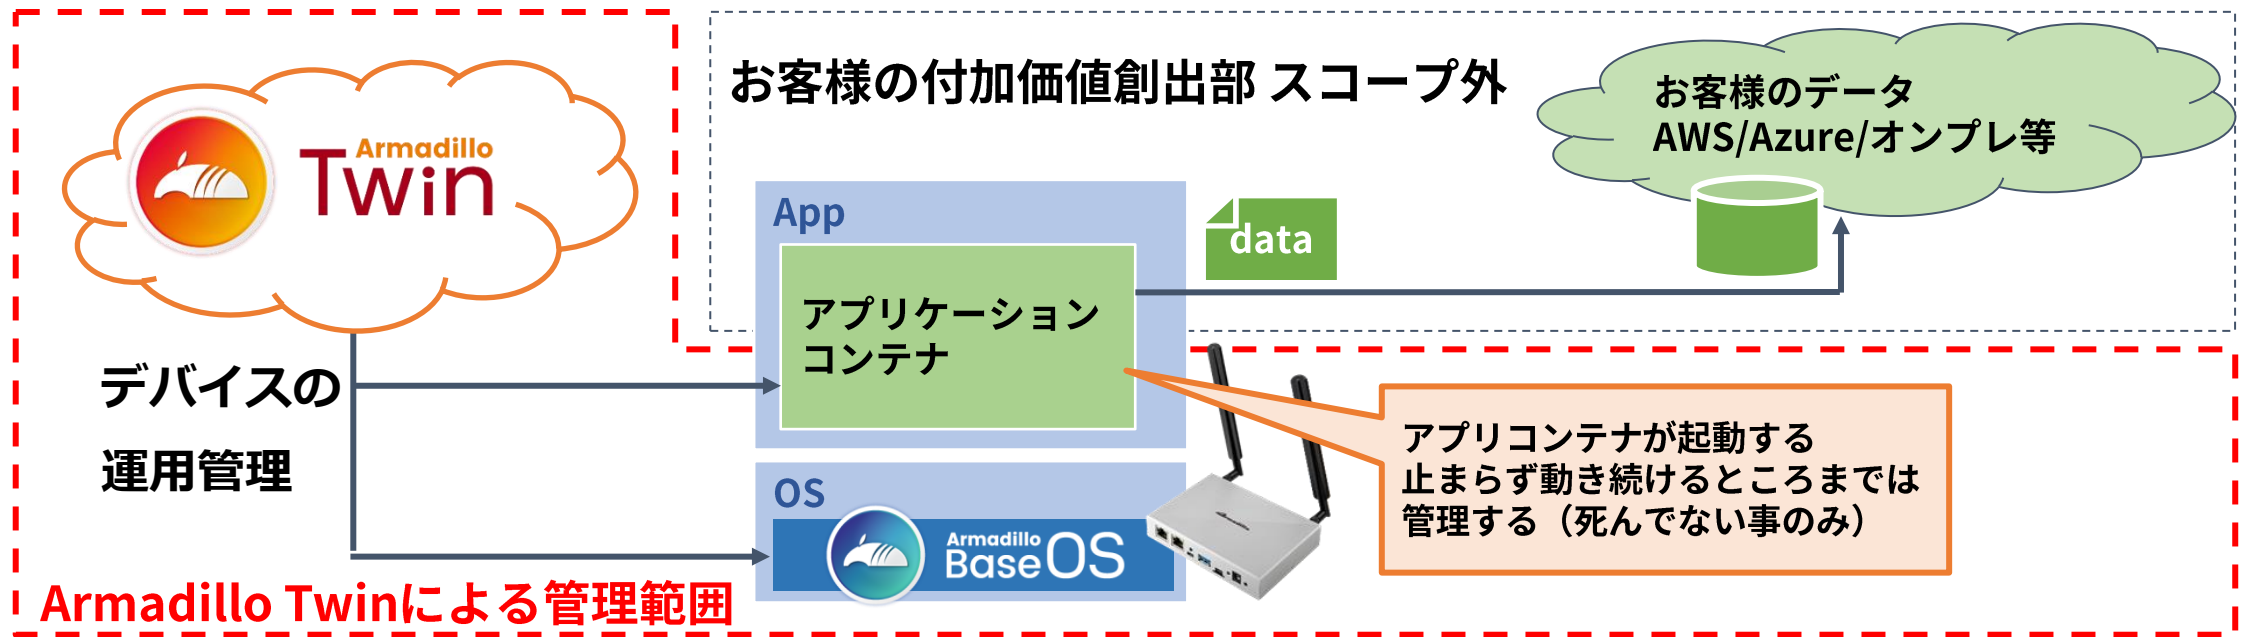 お客様の付加価値創出部 スコープ外
お客様のデータ
AWS/Azure/オンプレ等
Armadillo
Twin
App
data
アプリケーション
コンテナ
デバイスの
運用管理
アプリコンテナが起動する
止まらず動き続けるところまでは
管理する（死んでない事のみ）
OS
Armadillo
Base OS
Armadillo
Armadillo Twinによる管理範囲